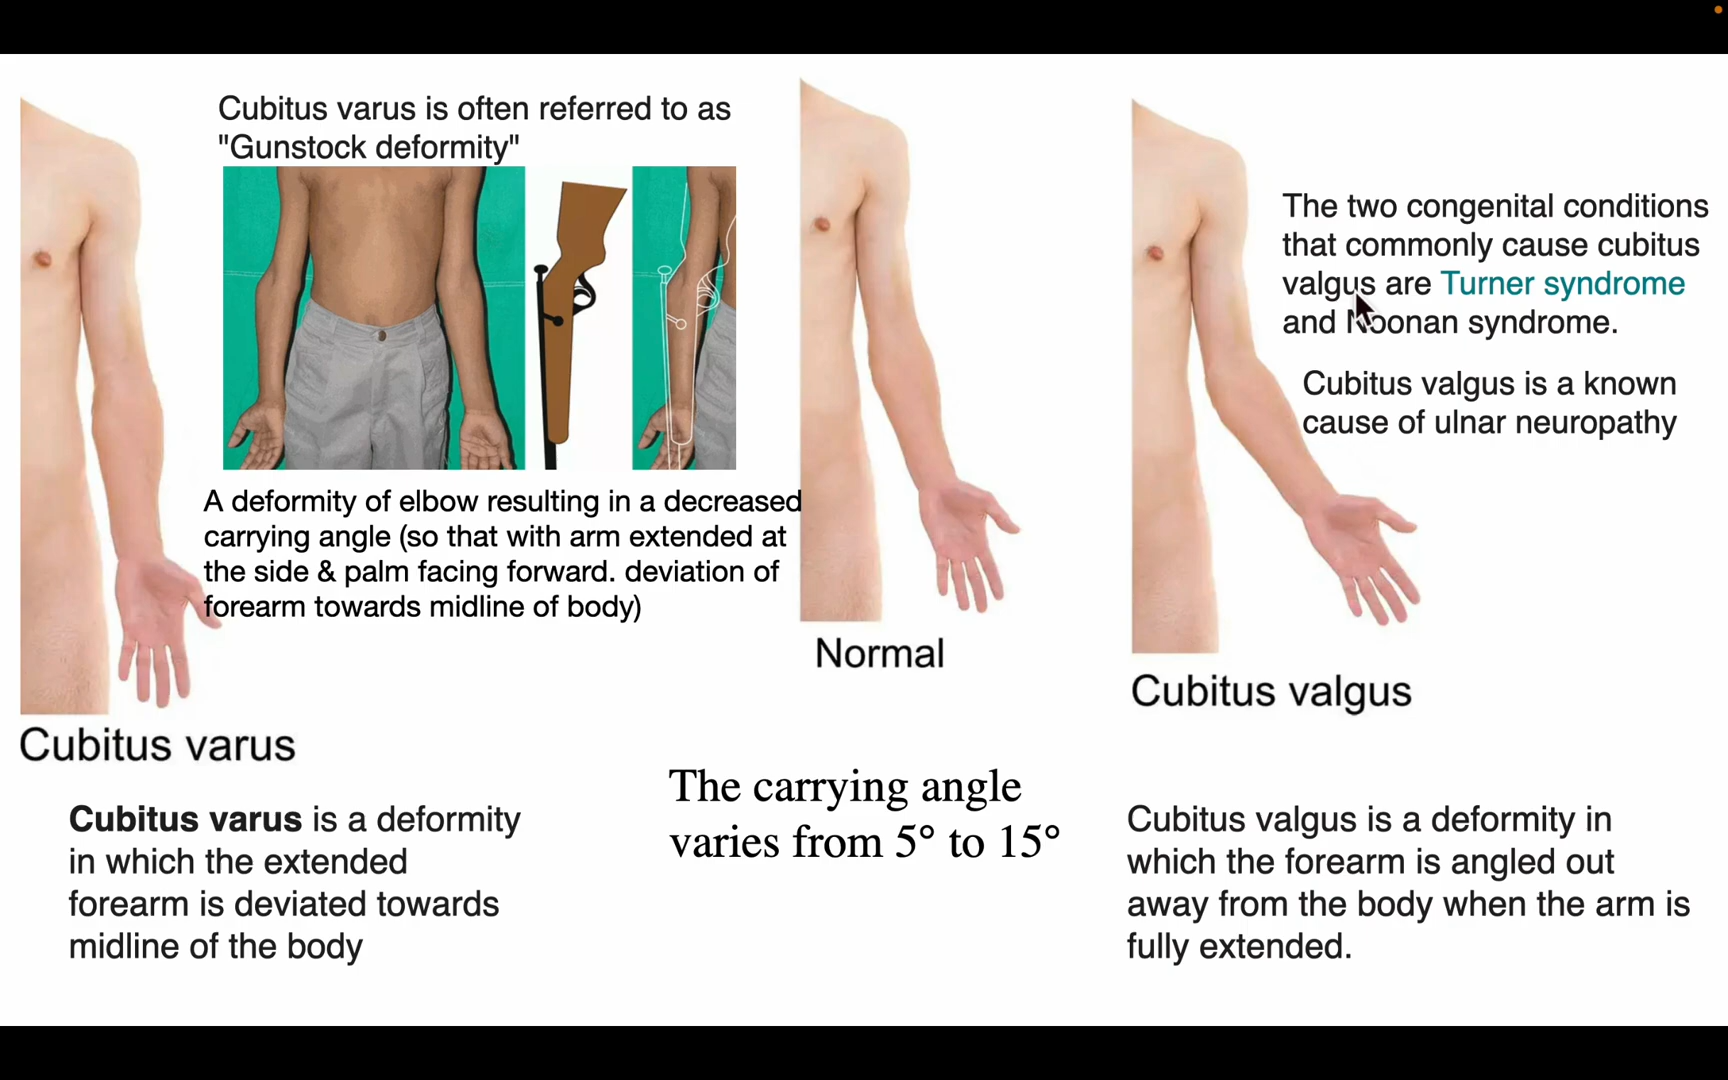 Cubitus varus is often referred to as
"Gunstock deformity"
A deformity of elbow resulting in a decreased
carrying angle (so that with arm extended at
the side & palm facing forward. deviation of
forearm towards midline of body)
Cubitus varus
Cubitus varus is a deformity
in which the extended
forearm is deviated towards
midline of the body
Normal
The carrying angle
varies from 5° to 15°
The two congenital conditions
that commonly cause cubitus
valgus are Turner syndrome
and Noonan syndrome.
Cubitus valgus is a known
cause of ulnar neuropathy
Cubitus valgus
Cubitus valgus is a deformity in
which the forearm is angled out
away from the body when the arm is
fully extended.